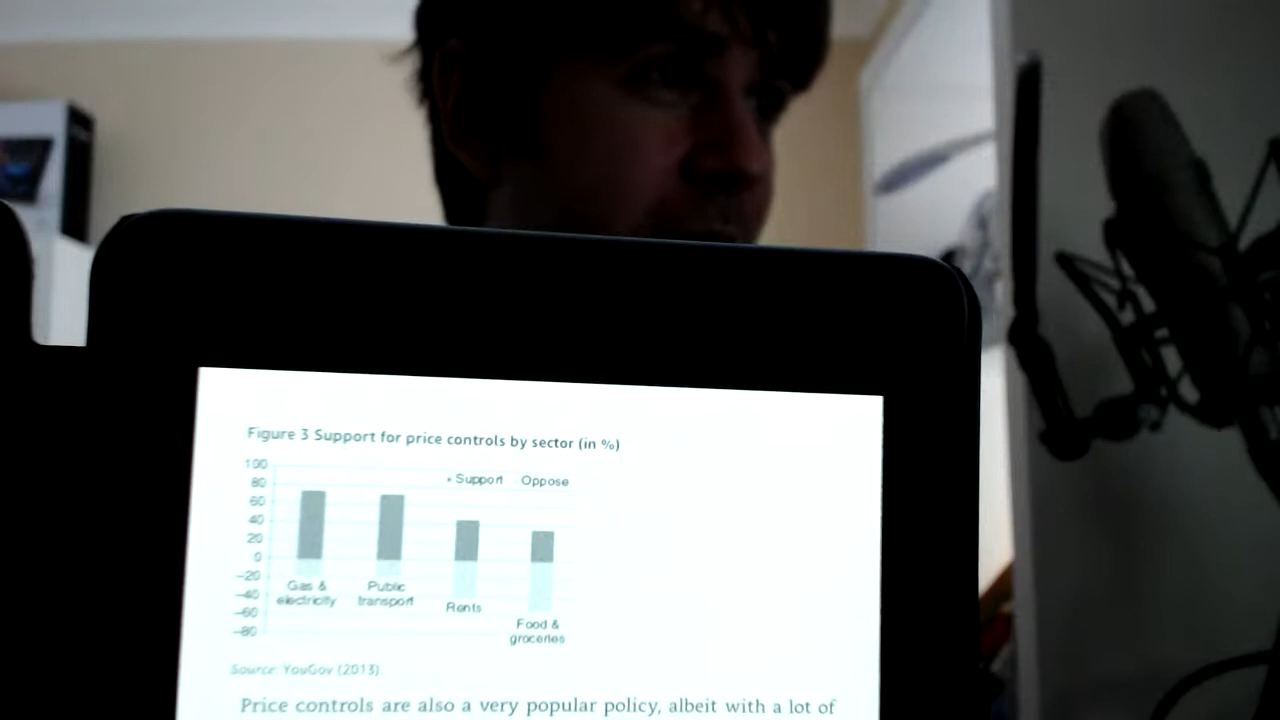 Figure 3 Support for price controls by sector (in %)
100
80
60
40
20
0
-20
-40
-60
-80
Support Oppose
Gas &
electricity
Public
transport
Rents
Food &
groceries
Source: YouGov (2013).
Price controls are also a very popular policy, albeit with a lot of